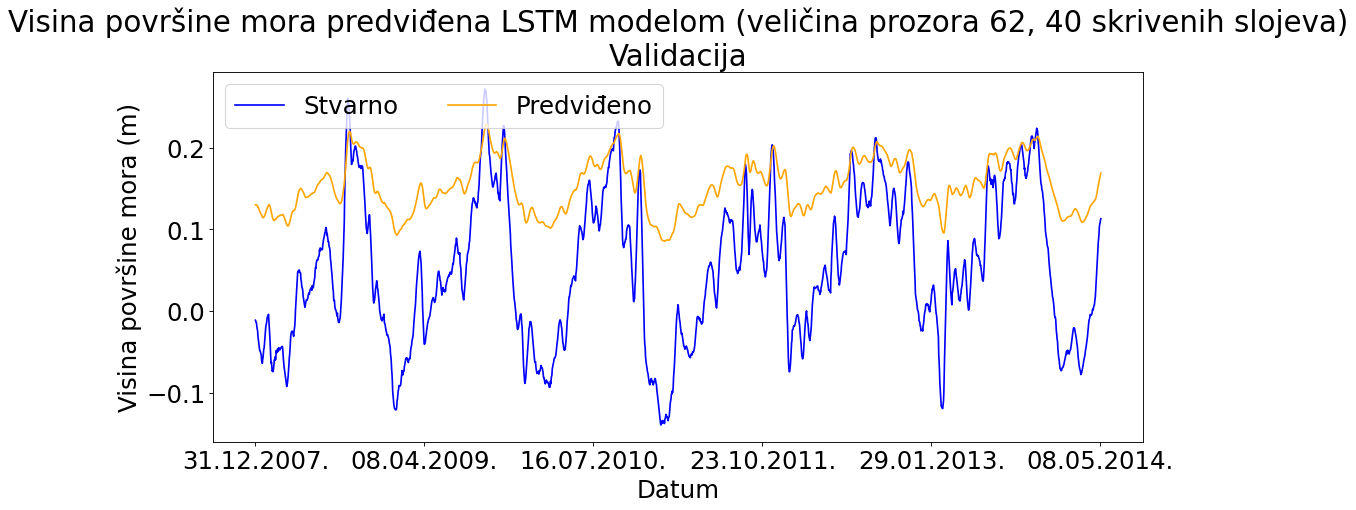 Visina površine mora predviđena LSTM modelom (veličina prozora 62, 40 skrivenih slojeva)
Validacija
Stvarno Predviđeno
Visina površine mora (m)
0.2
0.1
0.0
−0.1
31.12.2007. 08.04.2009. 16.07.2010. 23.10.2011. 29.01.2013. 08.05.2014.
Datum